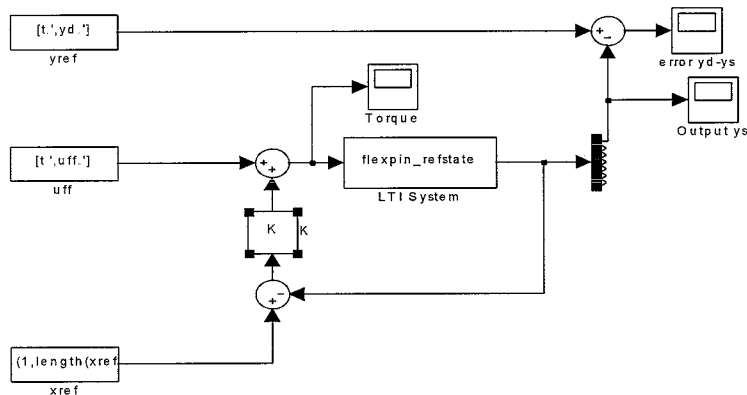 [t.',yd.']
yref
error yd-ys
Torque
Output ys
[t.',uff.']
uff
flexpin_refstate
LTI System
K
K
(1,length(xref
xref